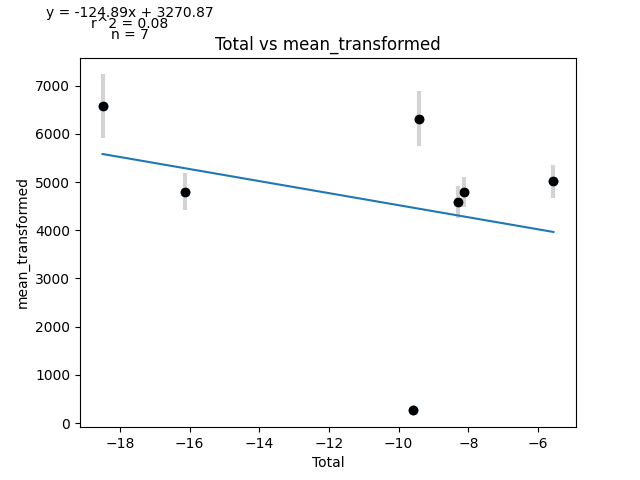 y = -124.89x + 3270.87
r^2 = 0.08
n = 7
Total vs mean_transformed
mean_transformed
7000
6000
5000
4000
3000
2000
1000
0
−18
−16
−14
−12
−10
−8
−6
Total